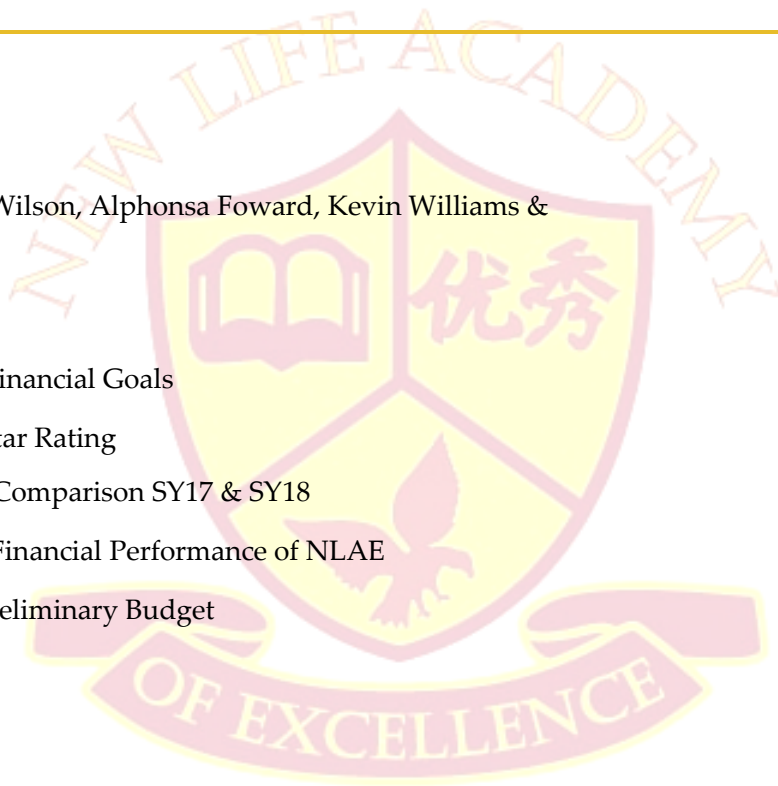 NEW LIFE ACADEMY
Wilson, Alphonsa Foward, Kevin Williams &
优秀
inancial Goals
tar Rating
Comparison SY17 & SY18
Financial Performance of NLAE
eliminary Budget
OF EXCELLENCE